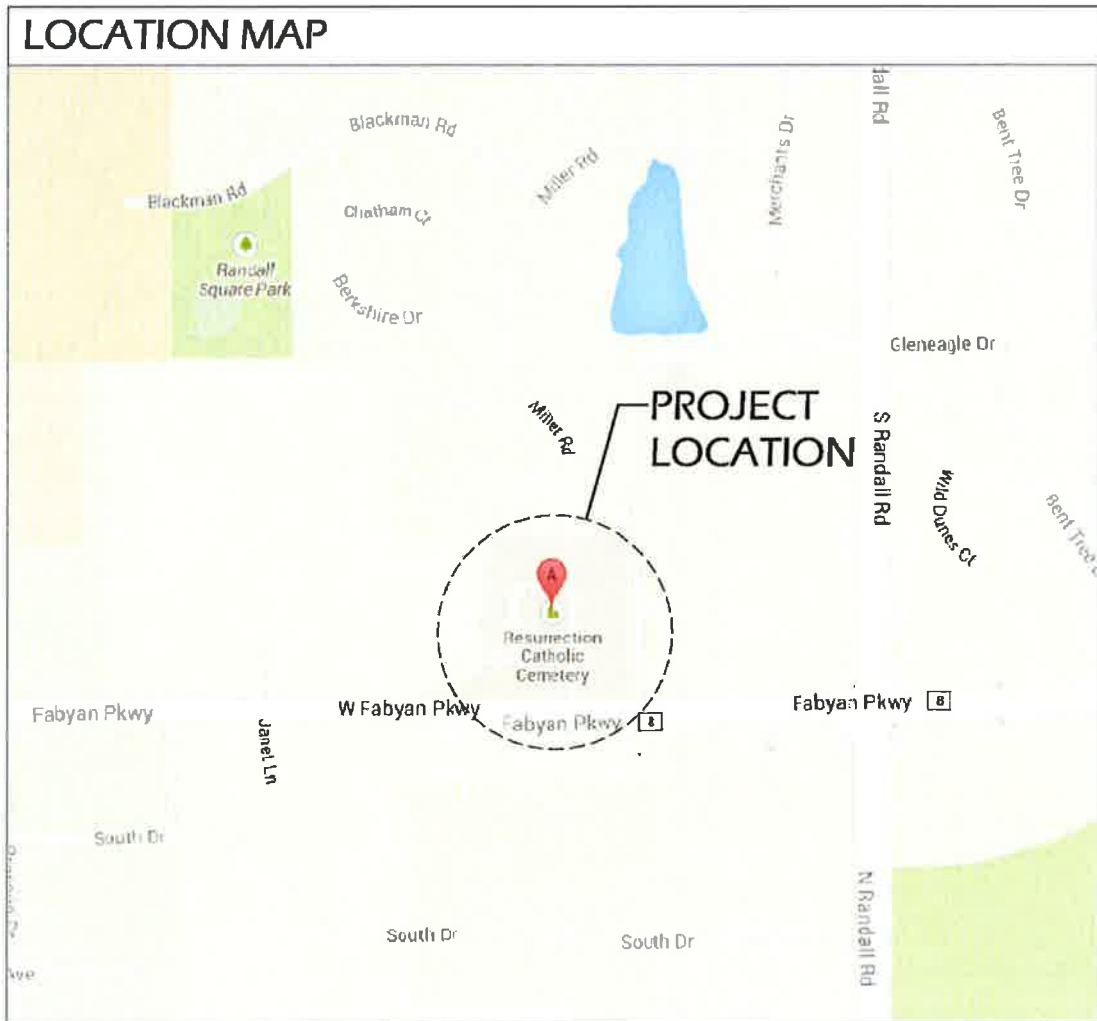 LOCATION MAP
Blackman Rd
Miller Rd
Merchants Dr
Bent Tree Dr
Blackman Rd
Chatham Ct
Randall
Square Park
Berkshire Dr
Gleneagle Dr
Miller Rd
PROJECT
LOCATION
S Randall Rd
Wild Dunes Ct
Bent Tree
A
Resurrection
Catholic
Cemetery
Fabyan Pkwy
W Fabyan Pkwy
Fabyan Pkwy 8
Fabyan Pkwy 8
Janet Ln
South Dr
South Dr
South Dr
N Randall Rd
Ave